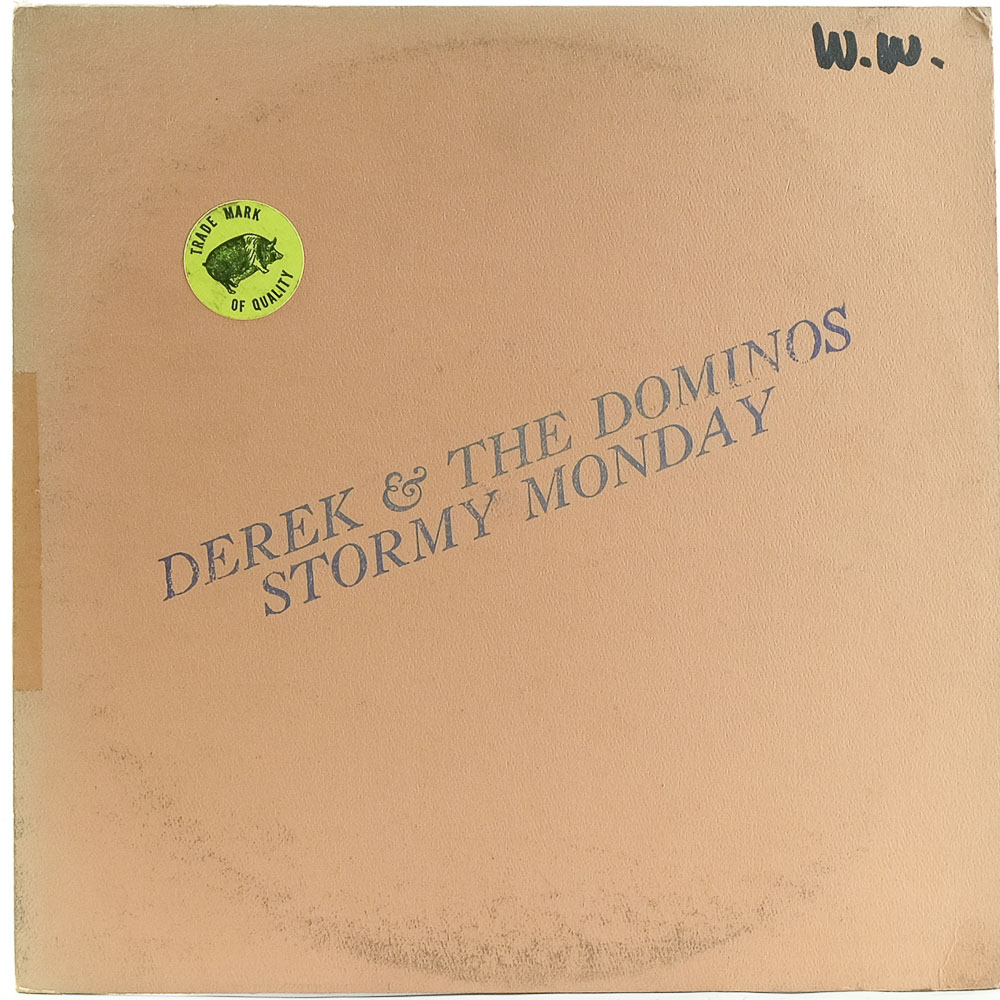 W.W.
TRADE MARK
OF QUALITY
DEREK & THE DOMINOS
STORMY MONDAY